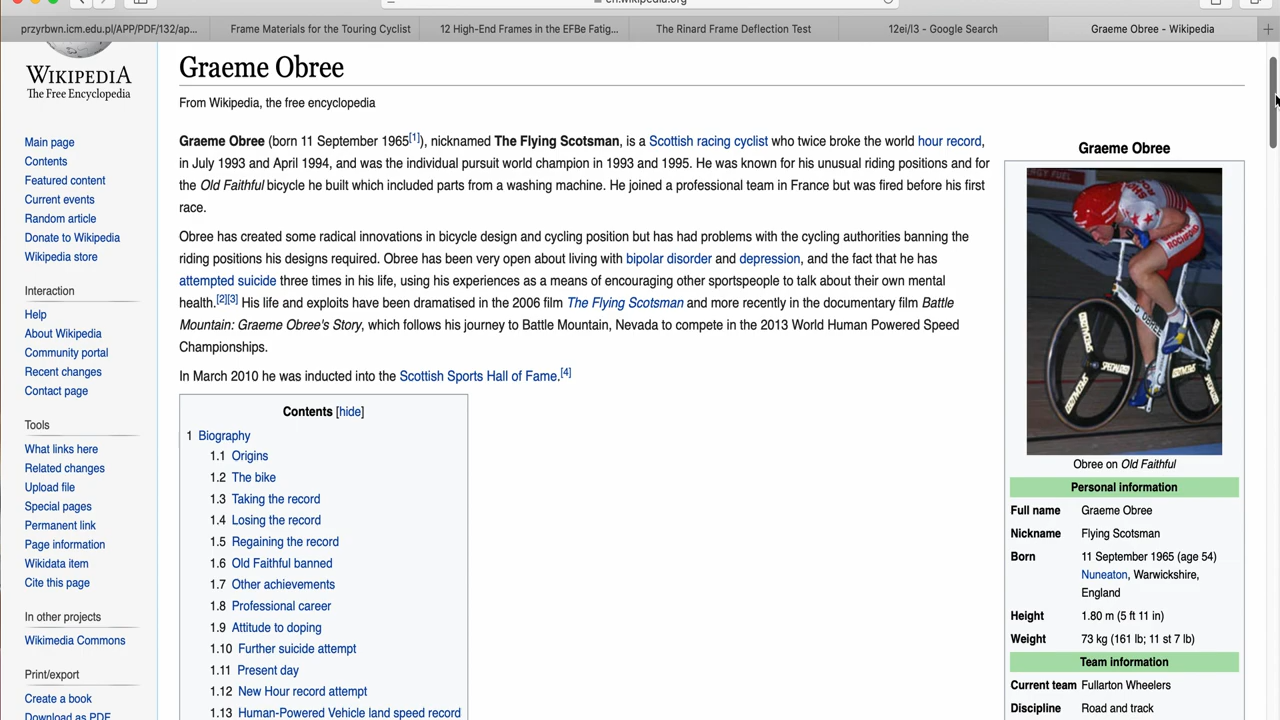 en.wikipedia.org
przyrbwn.icm.edu.pl/APP/PDF/132/ap...
Frame Materials for the Touring Cyclist
12 High-End Frames in the EFBe Fatig...
The Rinard Frame Deflection Test
12ei/l3 - Google Search
Graeme Obree - Wikipedia
WIKIPEDIA
The Free Encyclopedia
Main page
Contents
Featured content
Current events
Random article
Donate to Wikipedia
Wikipedia store
Interaction
Help
About Wikipedia
Community portal
Recent changes
Contact page
Tools
What links here
Related changes
Upload file
Special pages
Permanent link
Page information
Wikidata item
Cite this page
In other projects
Wikimedia Commons
Print/export
Create a book
Download as PDF
Graeme Obree
From Wikipedia, the free encyclopedia
Graeme Obree (born 11 September 1965[1]), nicknamed The Flying Scotsman, is a Scottish racing cyclist who twice broke the world hour record,
in July 1993 and April 1994, and was the individual pursuit world champion in 1993 and 1995. He was known for his unusual riding positions and for
the Old Faithful bicycle he built which included parts from a washing machine. He joined a professional team in France but was fired before his first
race.
Obree has created some radical innovations in bicycle design and cycling position but has had problems with the cycling authorities banning the
riding positions his designs required. Obree has been very open about living with bipolar disorder and depression, and the fact that he has
attempted suicide three times in his life, using his experiences as a means of encouraging other sportspeople to talk about their own mental
health.[2][3] His life and exploits have been dramatised in the 2006 film The Flying Scotsman and more recently in the documentary film Battle
Mountain: Graeme Obree's Story, which follows his journey to Battle Mountain, Nevada to compete in the 2013 World Human Powered Speed
Championships.
In March 2010 he was inducted into the Scottish Sports Hall of Fame.[4]
Contents [hide]
1 Biography
1.1 Origins
1.2 The bike
1.3 Taking the record
1.4 Losing the record
1.5 Regaining the record
1.6 Old Faithful banned
1.7 Other achievements
1.8 Professional career
1.9 Attitude to doping
1.10 Further suicide attempt
1.11 Present day
1.12 New Hour record attempt
1.13 Human-Powered Vehicle land speed record
Graeme Obree
SPECIALIZED
G. OBREE
Obree on Old Faithful
Personal information
Full name Graeme Obree
Nickname Flying Scotsman
Born 11 September 1965 (age 54)
Nuneaton, Warwickshire,
England
Height 1.80 m (5 ft 11 in)
Weight 73 kg (161 lb; 11 st 7 lb)
Team information
Current team Fullarton Wheelers
Discipline Road and track